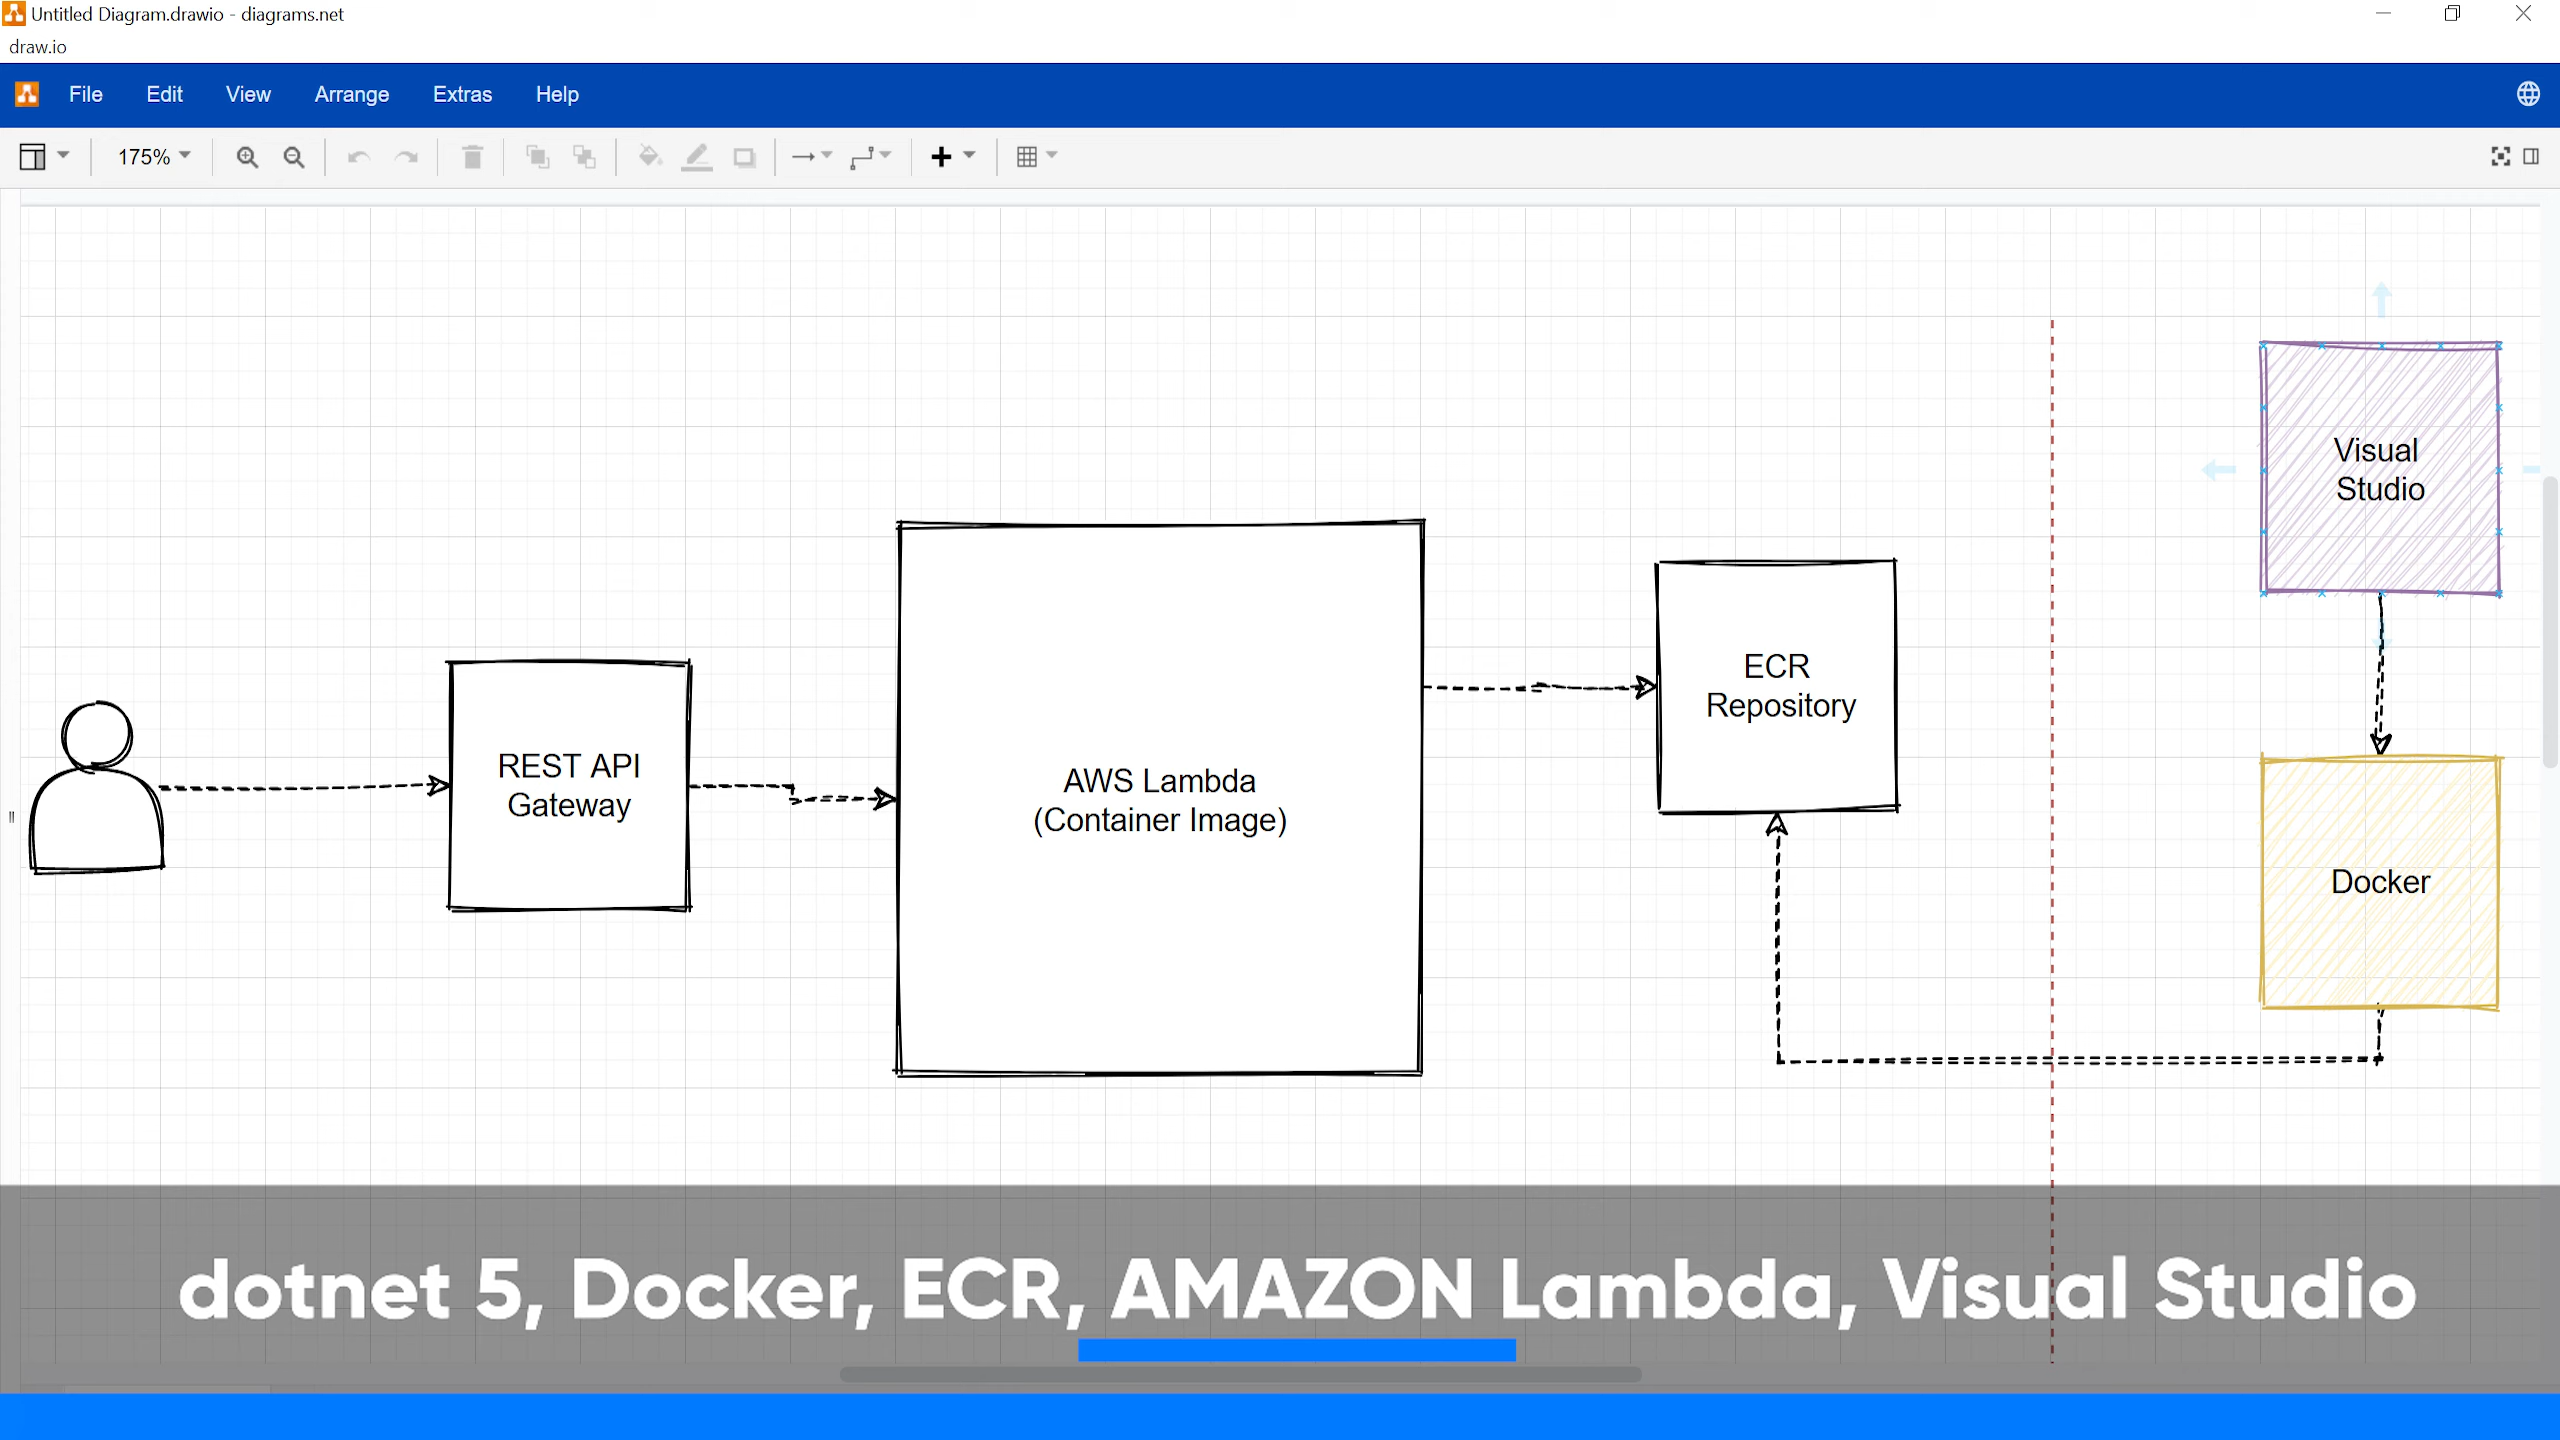 Untitled Diagram.drawio - diagrams.net
draw.io
File Edit View Arrange Extras Help
175%
Visual
Studio
ECR
Repository
REST API
Gateway
AWS Lambda
(Container Image)
Docker
dotnet 5, Docker, ECR, AMAZON Lambda, Visual Studio